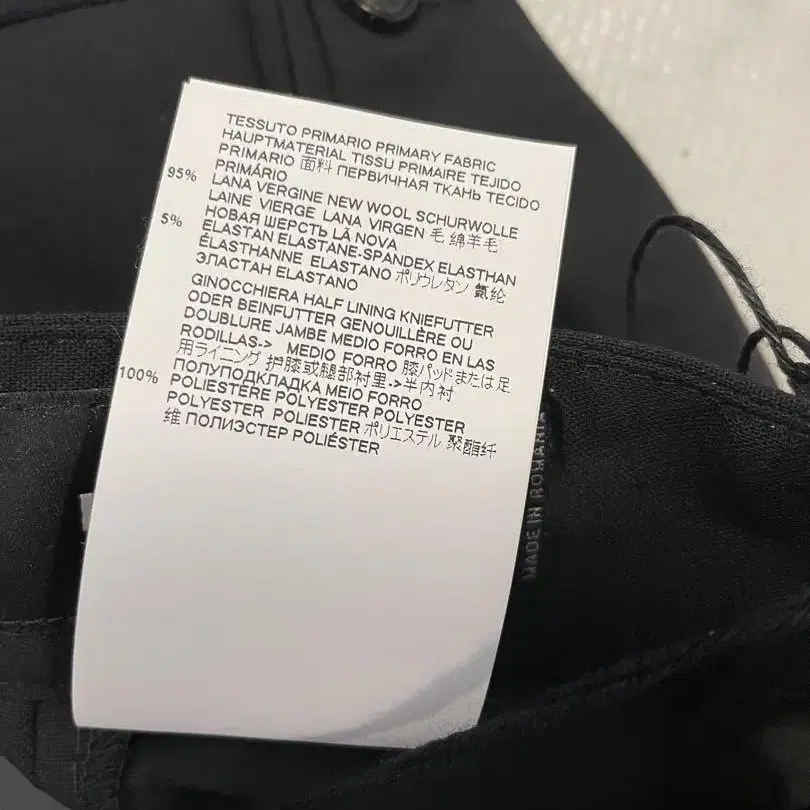 TESSUTO PRIMARIO PRIMARY FABRIC
HAUPTMATERIAL TISSU PRIMAIRE TEJIDO
PRIMARIO 面料 ПЕРВИЧНАЯ ТКАНЬ TECIDO
PRIMÁRIO
95% LANA VERGINE NEW WOOL SCHURWOLLE
LAINE VIERGE LANA VIRGEN 毛 绵羊毛
НОВАЯ ШЕРСТЬ LÃ NOVA
5% ÉLASTAN ELASTANE-SPANDEX ELASTHAN
ÉLASTHANNE ELASTANO ポリウレタン 氨纶
ЭЛАСТАН ELASTANO
GINOCCHIERA HALF LINING KNIEFUTTER
ODER BEINFUTTER GENOUILLÈRE OU
DOUBLURE JAMBE MEDIO FORRO EN LAS
RODILLAS-> MEDIO FORRO 膝パッドまたは足
用ライニング 护膝或腿部衬里->半内衬
ПОЛУПОДКЛАДКА MEIO FORRO
100% POLIESTERE POLYESTER POLYESTER
POLYESTER POLIESTER ポリエステル 聚酯纤
维 ПОЛИЭСТЕР POLIÉSTER
MADE IN ROMANIA